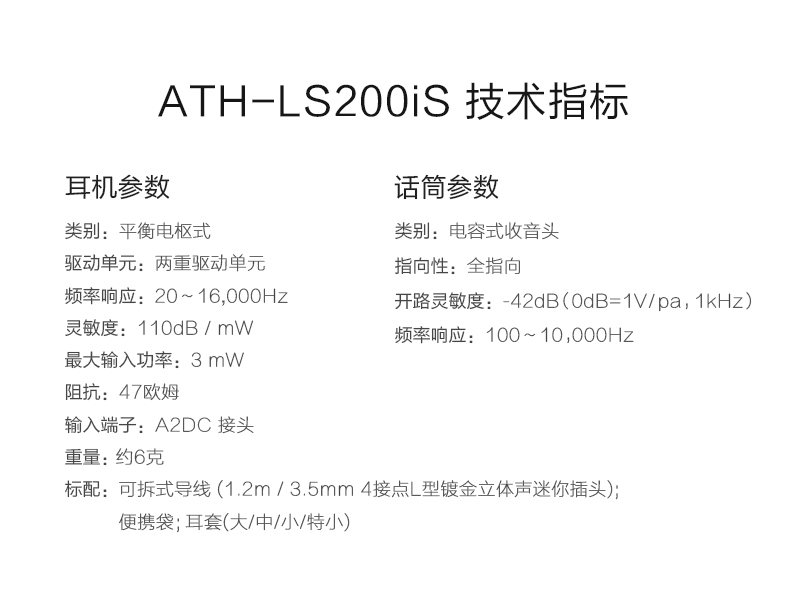 ATH-LS200iS 技术指标
耳机参数
类别：平衡电枢式
驱动单元：两重驱动单元
频率响应：20～16,000Hz
灵敏度：110dB / mW
最大输入功率：3 mW
阻抗：47欧姆
输入端子：A2DC 接头
重量：约6克
标配：可拆式导线 (1.2m / 3.5mm 4接点L型镀金立体声迷你插头);
便携袋; 耳套(大/中/小/特小)
话筒参数
类别：电容式收音头
指向性：全指向
开路灵敏度：-42dB（0dB=1V/pa，1kHz）
频率响应：100～10,000Hz